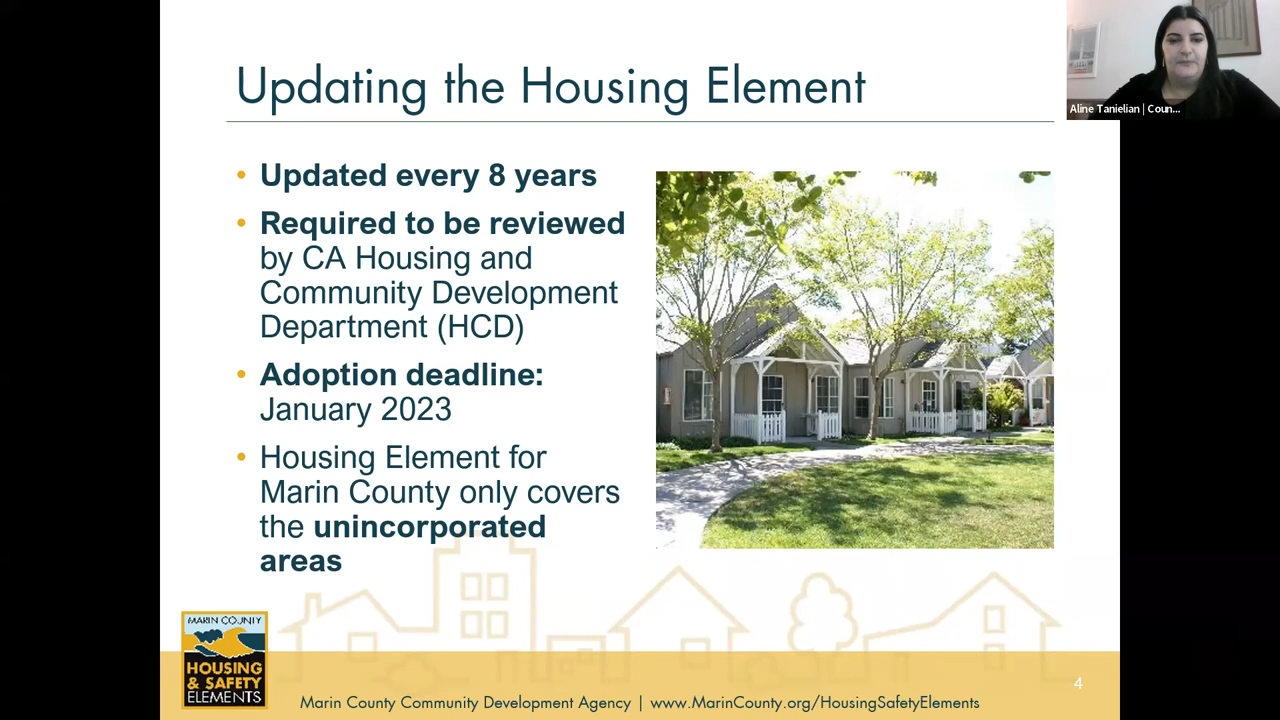 Updating the Housing Element
Aline Tanielian | Coun...
• Updated every 8 years
• Required to be reviewed
by CA Housing and
Community Development
Department (HCD)
• Adoption deadline:
January 2023
• Housing Element for
Marin County only covers
the unincorporated
areas
MARIN COUNTY
HOUSING
& SAFETY
ELEMENTS
Marin County Community Development Agency | www.MarinCounty.org/HousingSafetyElements
4